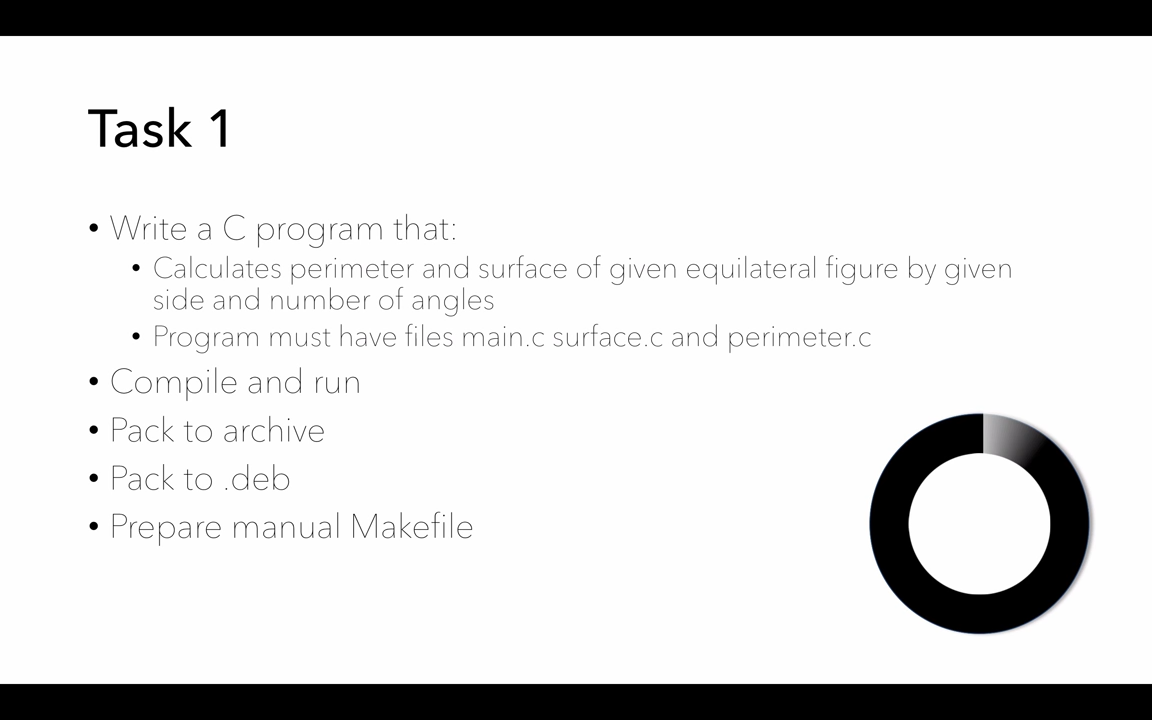 Task 1
• Write a C program that:
• Calculates perimeter and surface of given equilateral figure by given
side and number of angles
• Program must have files main.c surface.c and perimeter.c
• Compile and run
• Pack to archive
• Pack to .deb
• Prepare manual Makefile